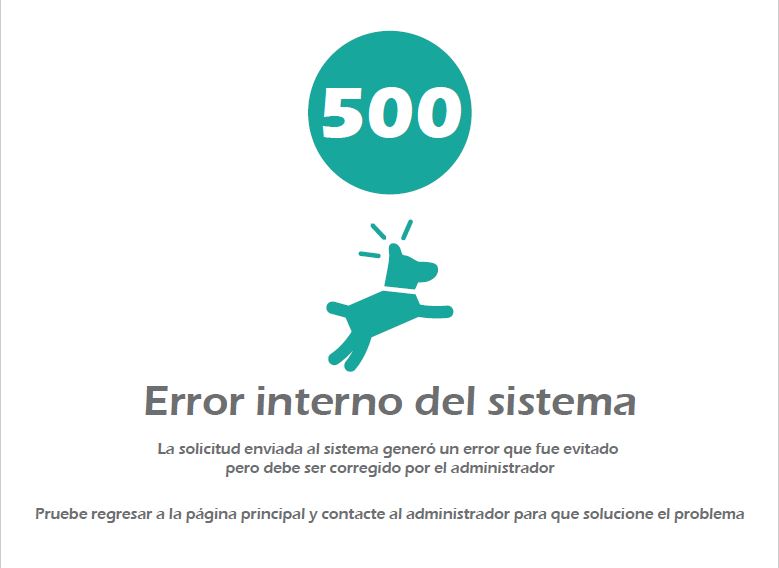 500
Error interno del sistema
La solicitud enviada al sistema generó un error que fue evitado
pero debe ser corregido por el administrador
Pruebe regresar a la página principal y contacte al administrador para que solucione el problema